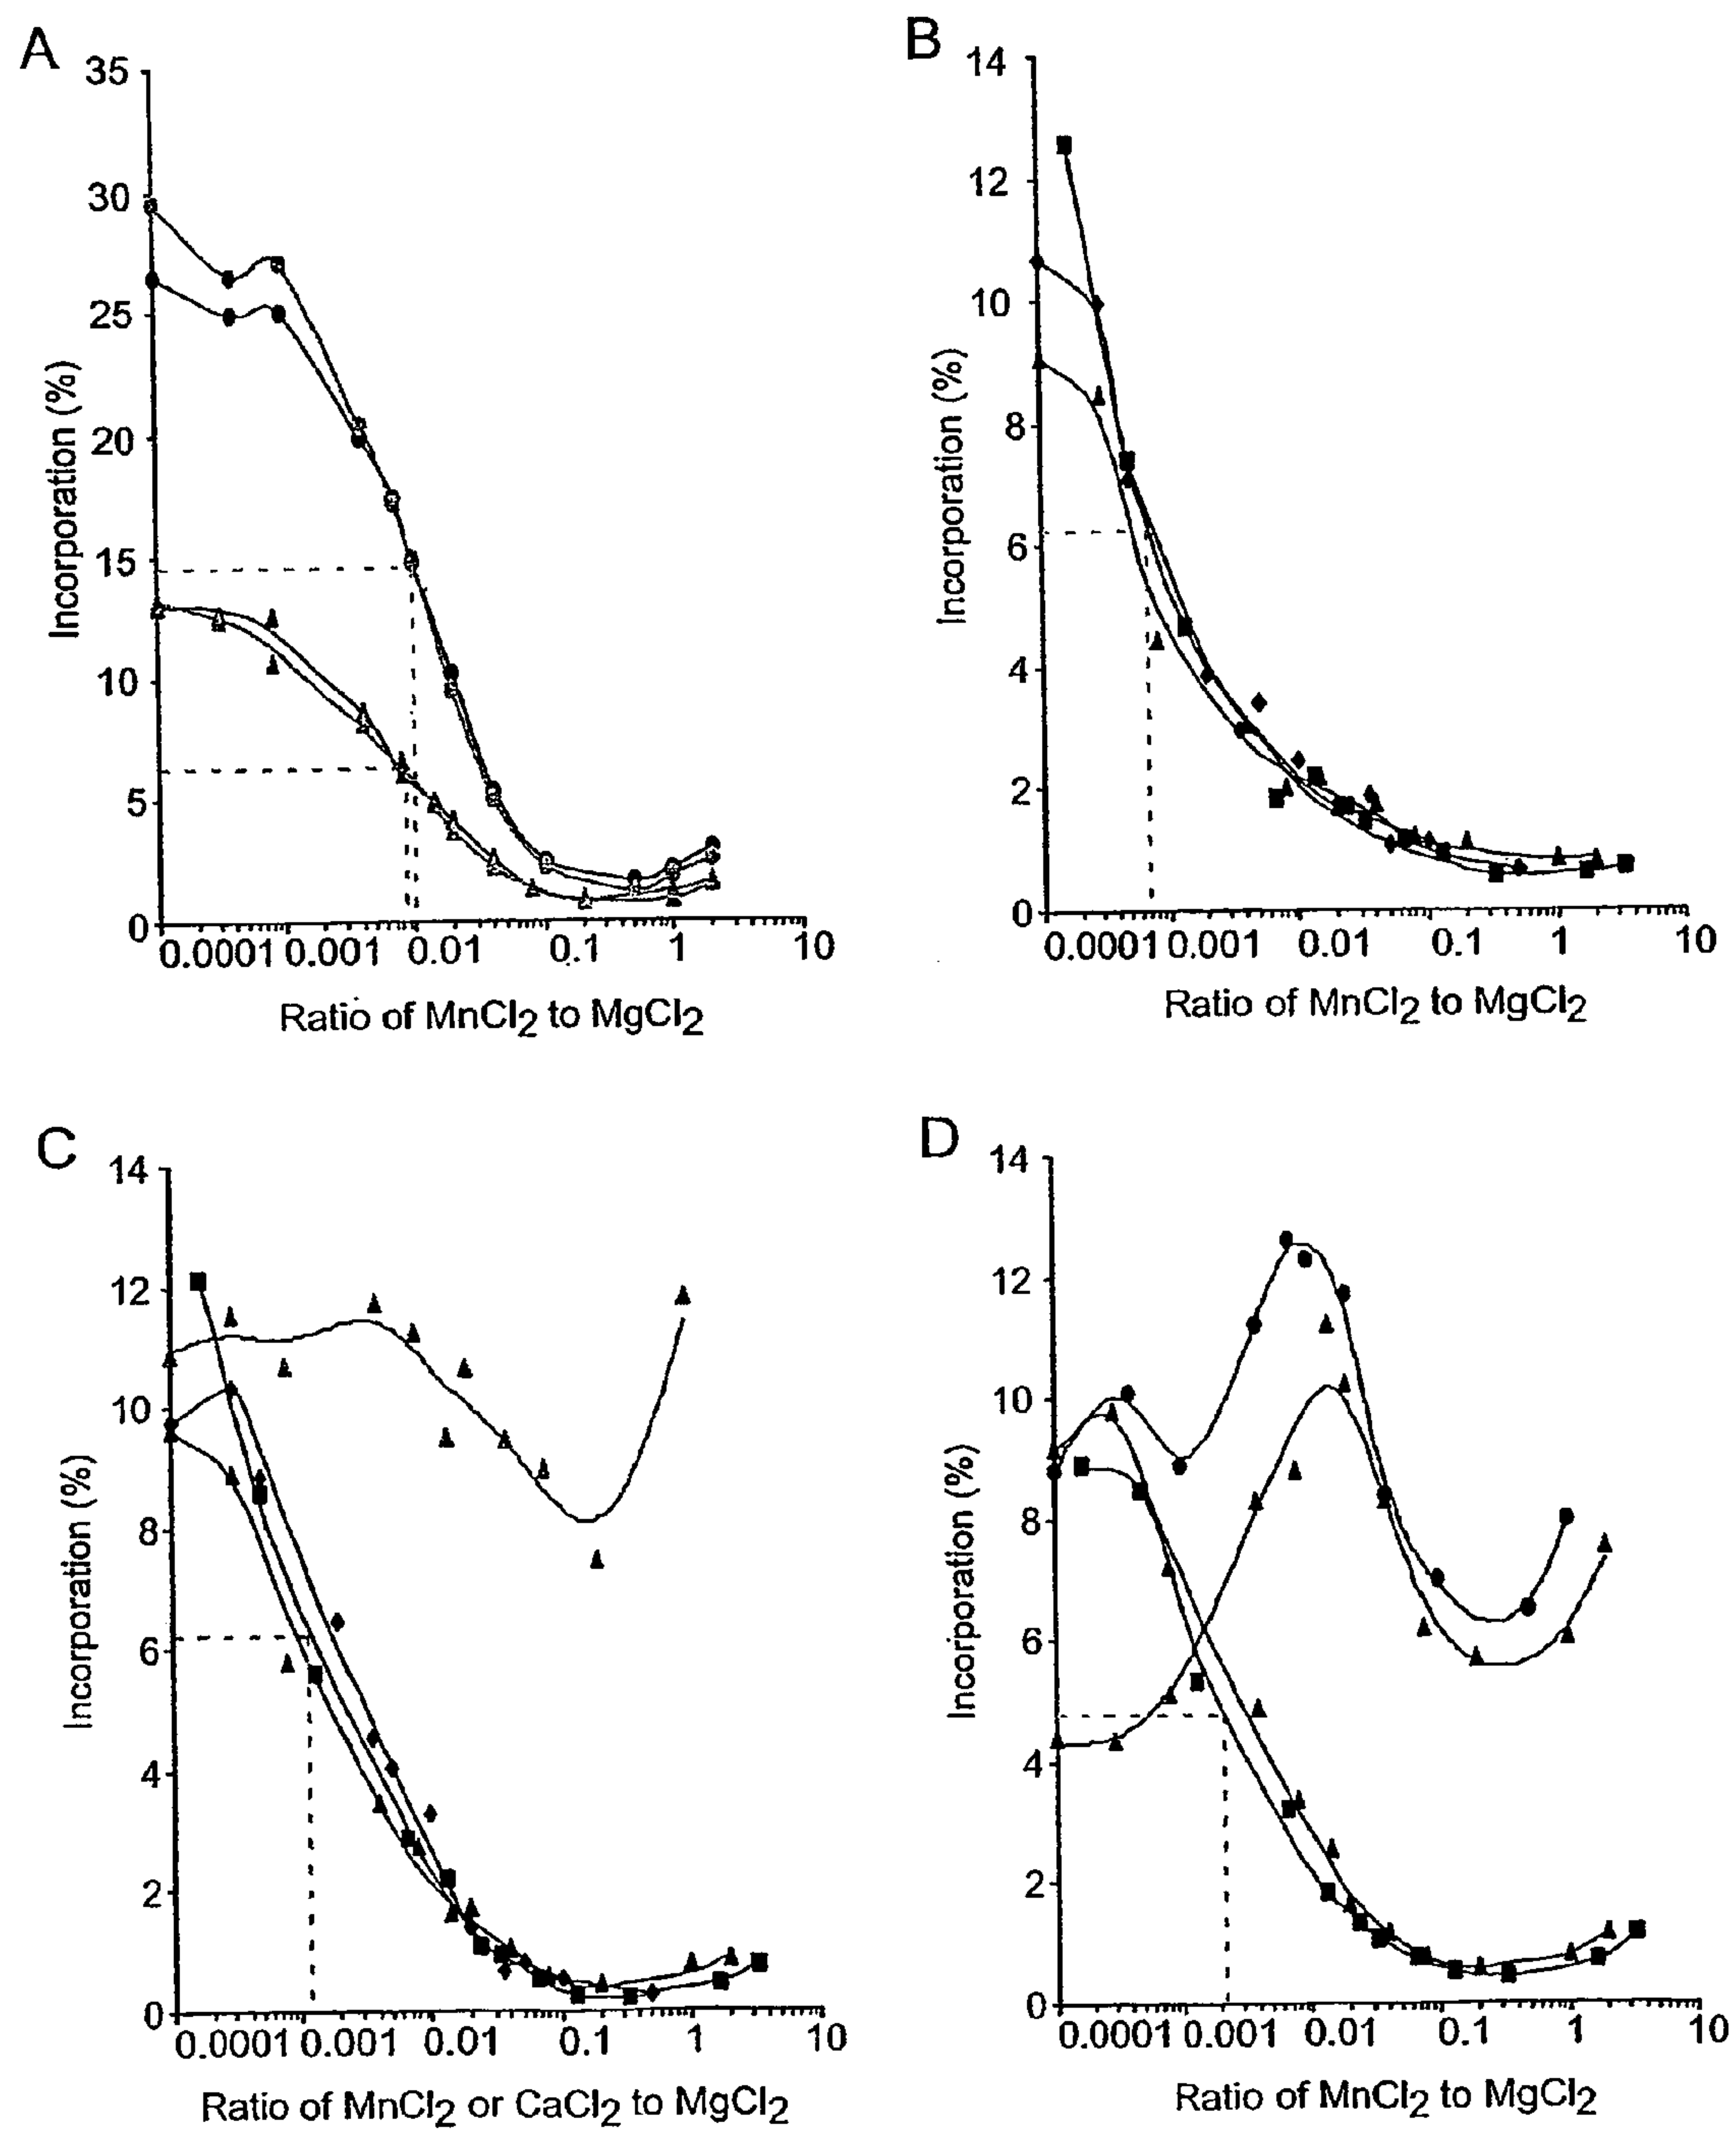 A
35
30
25
20
15
10
5
0
Incorporation (%)
0.0001 0.001 0.01 0.1 1 10
Ratio of MnCl2 to MgCl2
B
14
12
10
8
6
4
2
0
Incorporation (%)
0.0001 0.001 0.01 0.1 1 10
Ratio of MnCl2 to MgCl2
C
14
12
10
8
6
4
2
0
Incorporation (%)
0.0001 0.001 0.01 0.1 1 10
Ratio of MnCl2 or CaCl2 to MgCl2
D
14
12
10
8
6
4
2
0
Incorporation (%)
0.0001 0.001 0.01 0.1 1 10
Ratio of MnCl2 to MgCl2